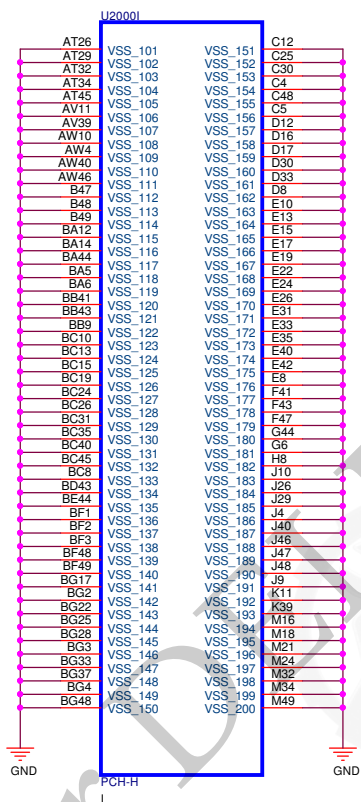 U2000I
AT26 VSS_101 VSS_151 C12
AT29 VSS_102 VSS_152 C25
AT32 VSS_103 VSS_153 C30
AT34 VSS_104 VSS_154 C4
AT45 VSS_105 VSS_155 C48
AV11 VSS_106 VSS_156 C5
AV39 VSS_107 VSS_157 D12
AW10 VSS_108 VSS_158 D16
AW4 VSS_109 VSS_159 D17
AW40 VSS_110 VSS_160 D30
AW46 VSS_111 VSS_161 D33
B47 VSS_112 VSS_162 D8
B48 VSS_113 VSS_163 E10
B49 VSS_114 VSS_164 E13
BA12 VSS_115 VSS_165 E15
BA14 VSS_116 VSS_166 E17
BA44 VSS_117 VSS_167 E19
BA5 VSS_118 VSS_168 E22
BA6 VSS_119 VSS_169 E24
BB41 VSS_120 VSS_170 E26
BB43 VSS_121 VSS_171 E31
BB9 VSS_122 VSS_172 E33
BC10 VSS_123 VSS_173 E35
BC13 VSS_124 VSS_174 E40
BC15 VSS_125 VSS_175 E42
BC19 VSS_126 VSS_176 E8
BC24 VSS_127 VSS_177 F41
BC26 VSS_128 VSS_178 F43
BC31 VSS_129 VSS_179 F47
BC35 VSS_130 VSS_180 G44
BC40 VSS_131 VSS_181 G6
BC45 VSS_132 VSS_182 H8
BC8 VSS_133 VSS_183 J10
BD43 VSS_134 VSS_184 J26
BE44 VSS_135 VSS_185 J29
BF1 VSS_136 VSS_186 J4
BF2 VSS_137 VSS_187 J40
BF3 VSS_138 VSS_188 J46
BF48 VSS_139 VSS_189 J47
BF49 VSS_140 VSS_190 J48
BG17 VSS_141 VSS_191 J9
BG2 VSS_142 VSS_192 K11
BG22 VSS_143 VSS_193 K39
BG25 VSS_144 VSS_194 M16
BG28 VSS_145 VSS_195 M18
BG3 VSS_146 VSS_196 M21
BG33 VSS_147 VSS_197 M24
BG37 VSS_148 VSS_198 M32
BG4 VSS_149 VSS_199 M34
BG48 VSS_150 VSS_200 M49
GND GND
PCH-H